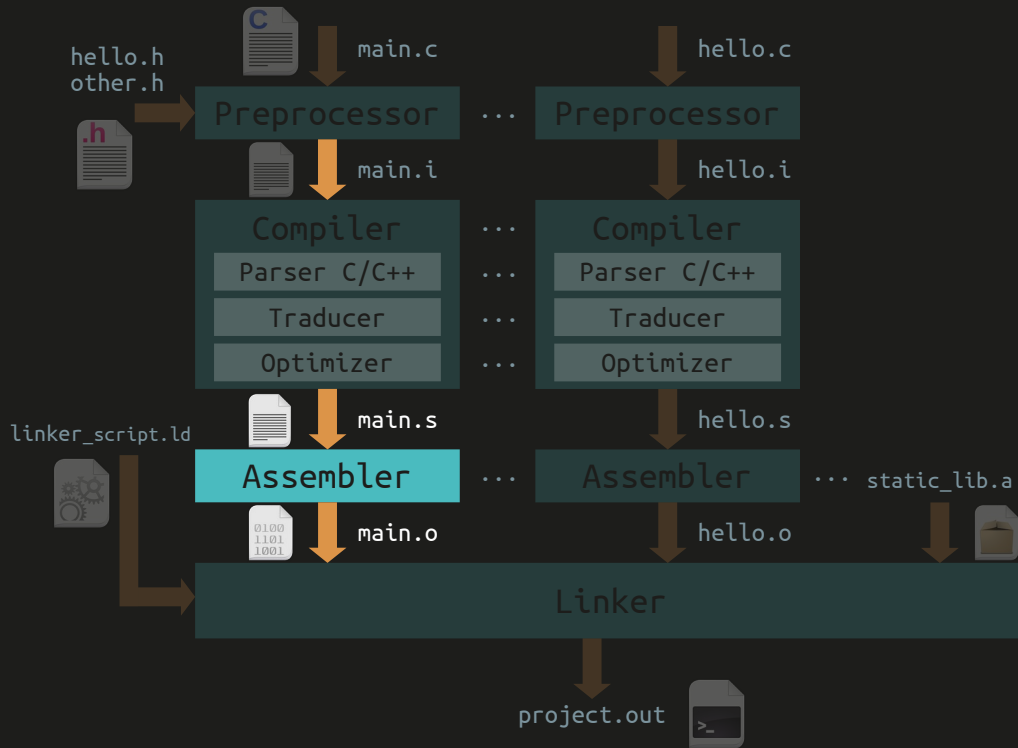 C
main.c
hello.c
hello.h
other.h
Preprocessor ... Preprocessor
.h
main.i
hello.i
Compiler ... Compiler
Parser C/C++ ... Parser C/C++
Traducer ... Traducer
Optimizer ... Optimizer
main.s
hello.s
linker_script.ld
Assembler ... Assembler ... static_lib.a
0100
1101
1001
main.o
hello.o
Linker
project.out
>_